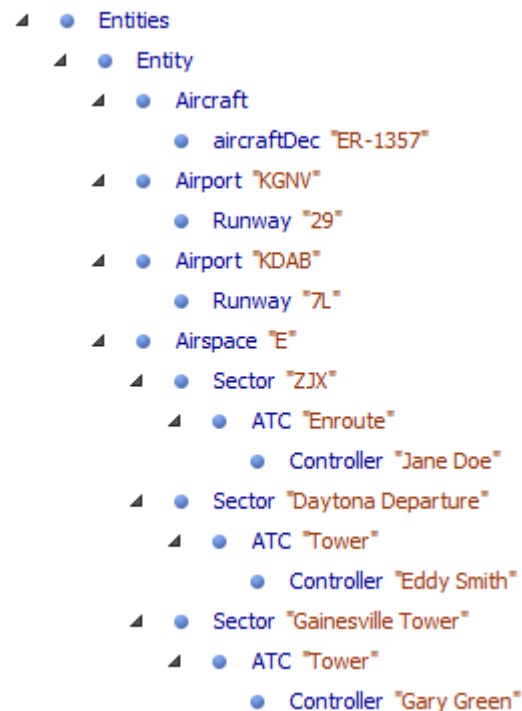 Entities
Entity
Aircraft
aircraftDec "ER-1357"
Airport "KGNV"
Runway "29"
Airport "KDAB"
Runway "7L"
Airspace "E"
Sector "ZJX"
ATC "Enroute"
Controller "Jane Doe"
Sector "Daytona Departure"
ATC "Tower"
Controller "Eddy Smith"
Sector "Gainesville Tower"
ATC "Tower"
Controller "Gary Green"